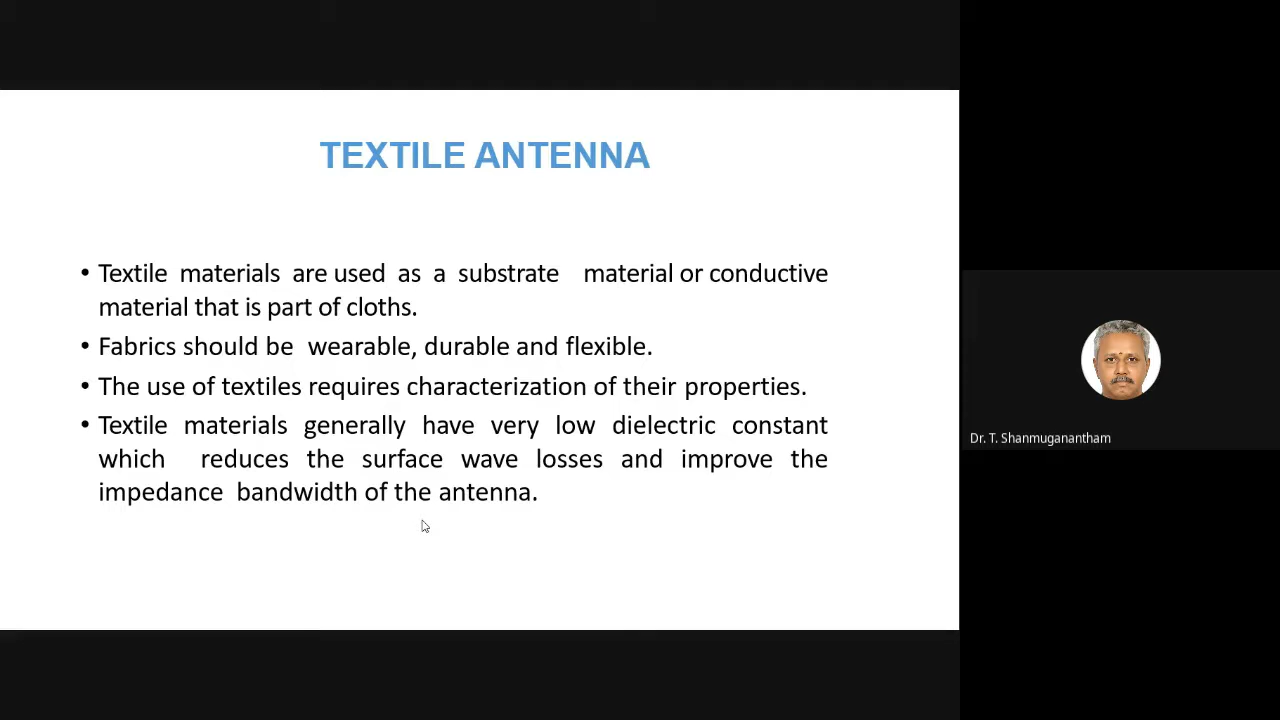 TEXTILE ANTENNA
• Textile materials are used as a substrate material or conductive
material that is part of cloths.
• Fabrics should be wearable, durable and flexible.
• The use of textiles requires characterization of their properties.
• Textile materials generally have very low dielectric constant
which reduces the surface wave losses and improve the
impedance bandwidth of the antenna.
Dr. T. Shanmuganantham